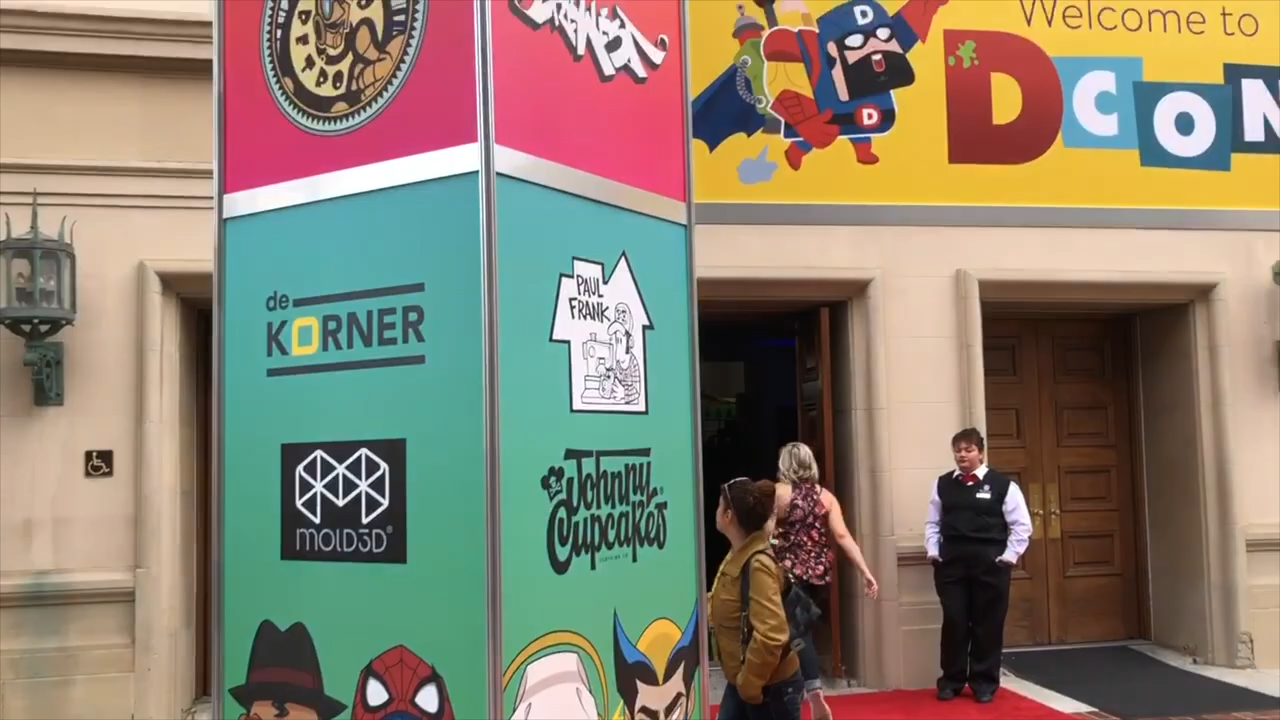 Welcome to
DCON
D
D
de
KORNER
MOLD3D®
PAUL
FRANK
Johnny
Cupcakes®